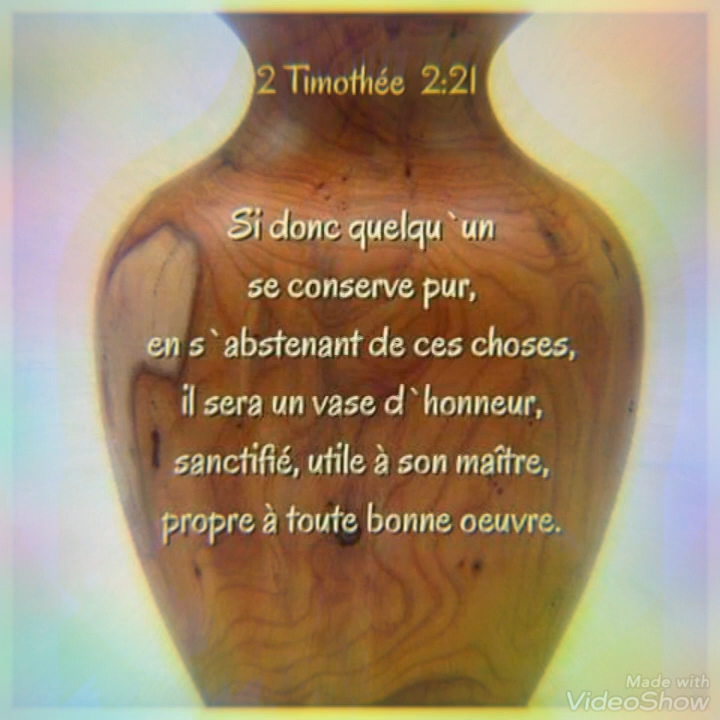 2 Timothée 2:21
Si donc quelqu`un
se conserve pur,
en s`abstenant de ces choses,
il sera un vase d`honneur,
sanctifié, utile à son maître,
propre à toute bonne oeuvre.
Made with
VideoShow